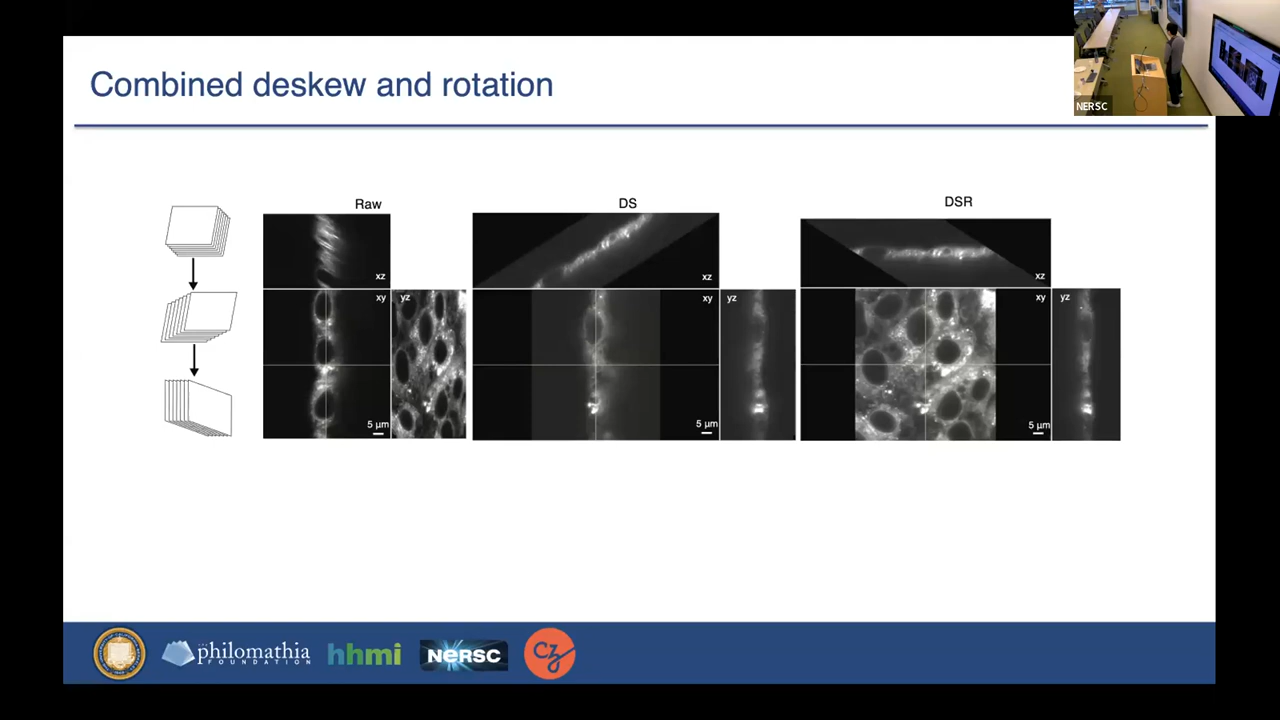 Combined deskew and rotation
NERSC
Raw
DS
DSR
xz
xz
xz
xy
yz
xy
yz
xy
yz
5 μm
5 μm
5 μm
philomathia
FOUNDATION
hhmi
NERSC
CZ